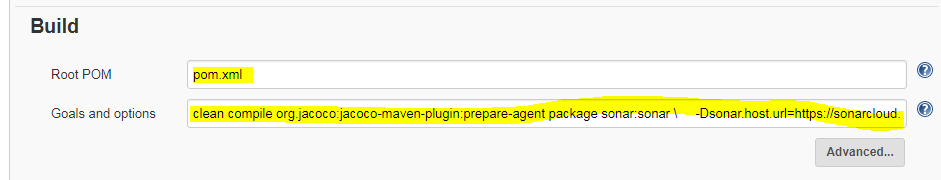 Build
Root POM
pom.xml
Goals and options
clean compile org.jacoco:jacoco-maven-plugin:prepare-agent package sonar:sonar \ -Dsonar.host.url=https://sonarcloud.
Advanced...